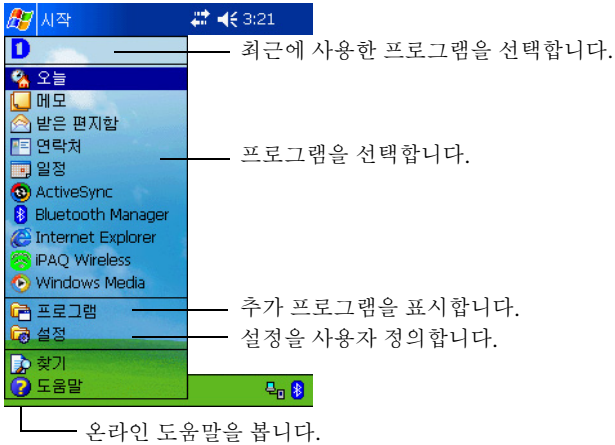 시작 3:21
최근에 사용한 프로그램을 선택합니다.
오늘
메모
받은 편지함
연락처
프로그램을 선택합니다.
일정
ActiveSync
Bluetooth Manager
Internet Explorer
iPAQ Wireless
Windows Media
프로그램
추가 프로그램을 표시합니다.
설정
설정을 사용자 정의합니다.
찾기
도움말
온라인 도움말을 봅니다.